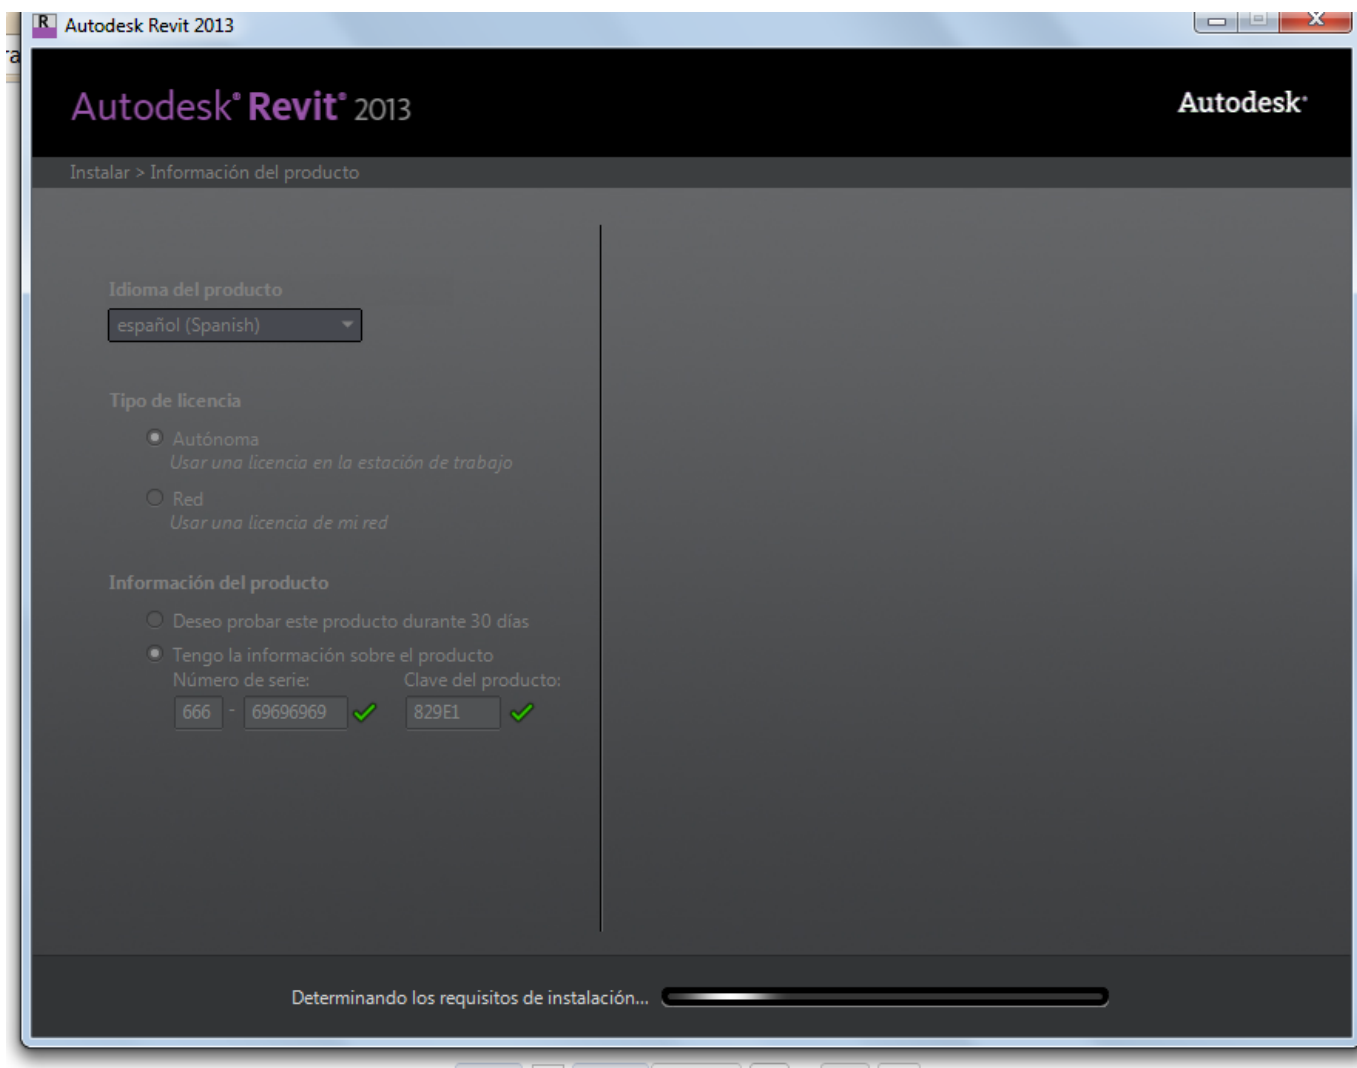 Autodesk Revit 2013
ra
Autodesk® Revit® 2013
Autodesk®
Instalar > Información del producto
Idioma del producto
español (Spanish)
Tipo de licencia
Autónoma
Usar una licencia en la estación de trabajo
Red
Usar una licencia de mi red
Información del producto
Deseo probar este producto durante 30 días
Tengo la información sobre el producto
Número de serie: Clave del producto:
666 - 69696969 829E1
Determinando los requisitos de instalación...